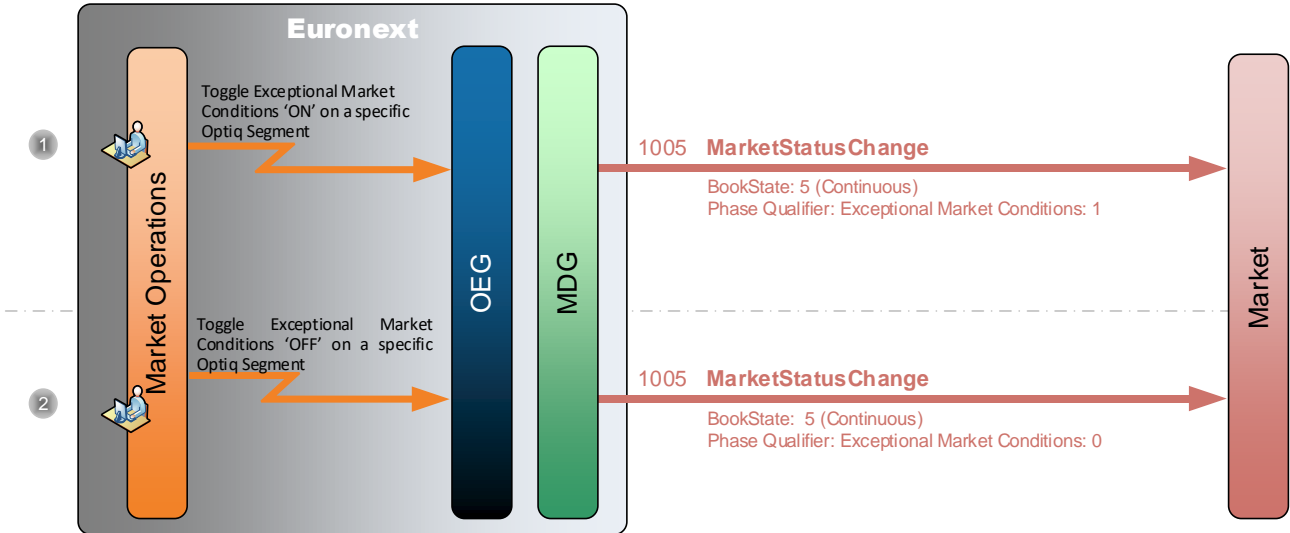 Euronext
Toggle Exceptional Market
Conditions ‘ON’ on a specific
Optiq Segment
1
1005 MarketStatusChange
BookState: 5 (Continuous)
Phase Qualifier: Exceptional Market Conditions: 1
Market Operations
OEG
MDG
Market
Toggle Exceptional Market
Conditions ‘OFF’ on a specific
Optiq Segment
2
1005 MarketStatusChange
BookState: 5 (Continuous)
Phase Qualifier: Exceptional Market Conditions: 0